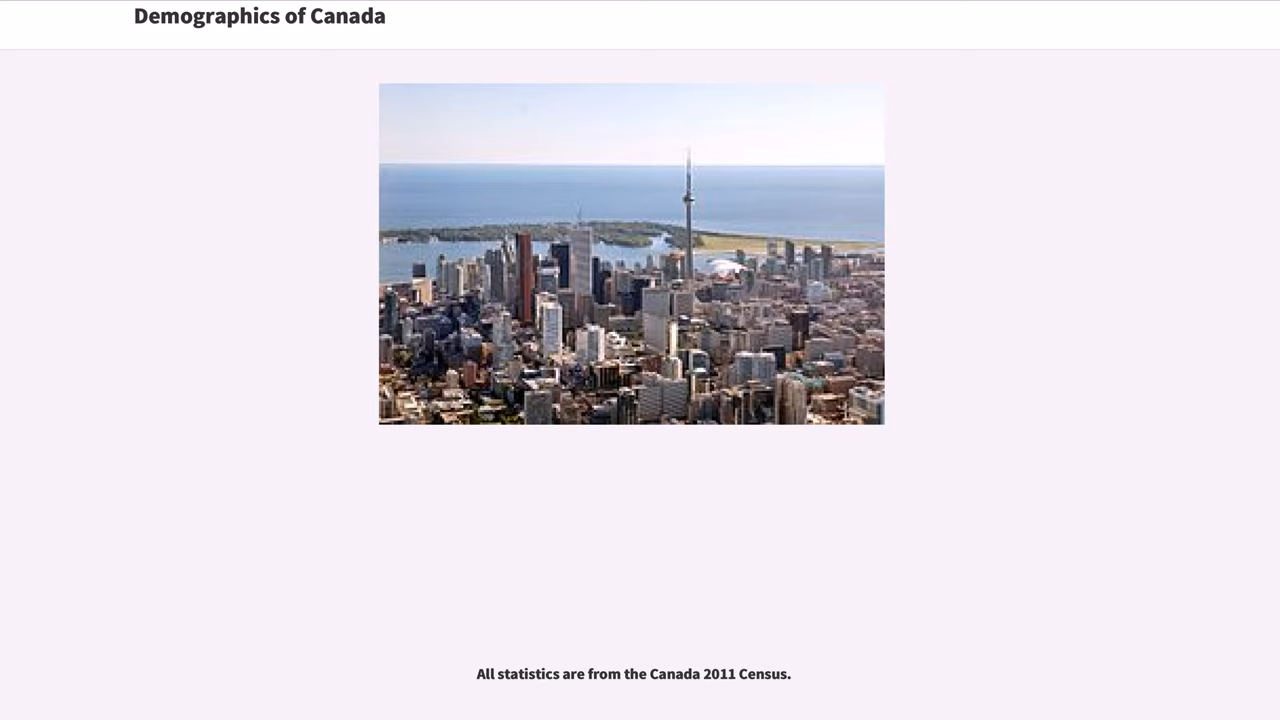 Demographics of Canada
All statistics are from the Canada 2011 Census.